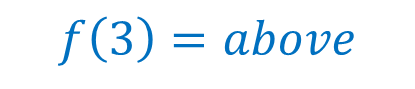 f(3) = above